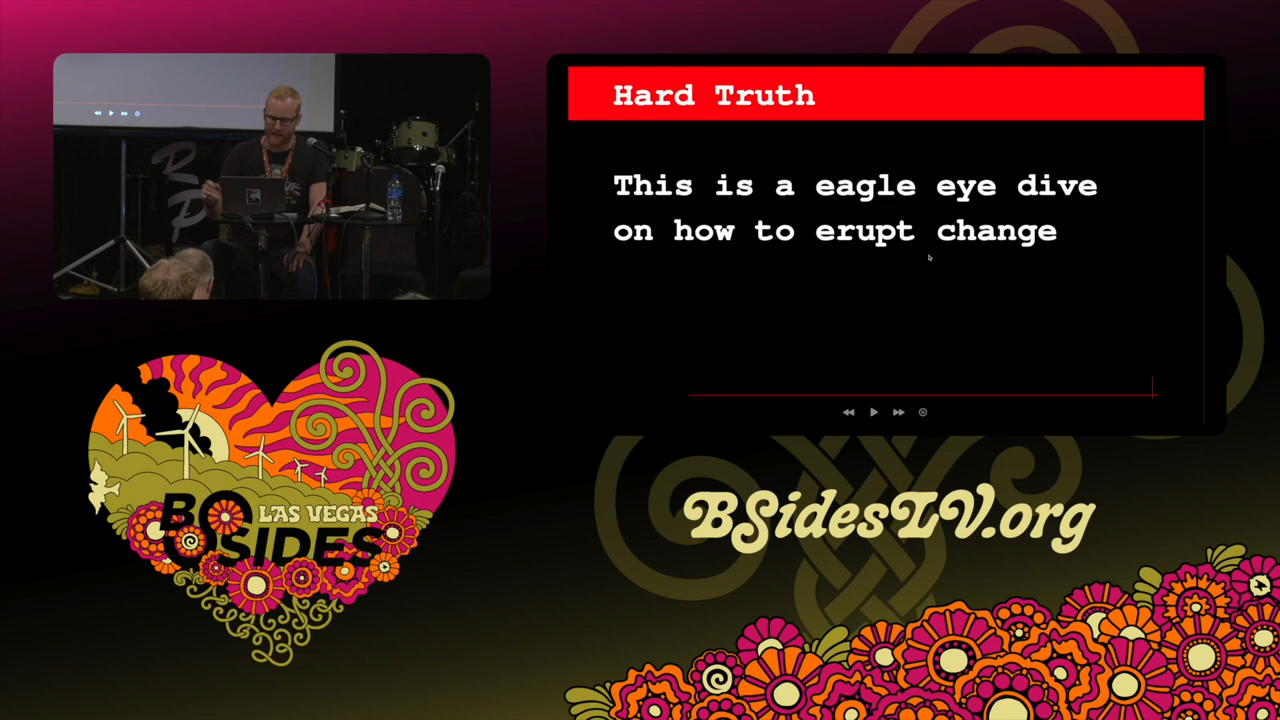 Hard Truth
This is a eagle eye dive
on how to erupt change
R
P
BSIDES
LAS VEGAS
BSidesLV.org